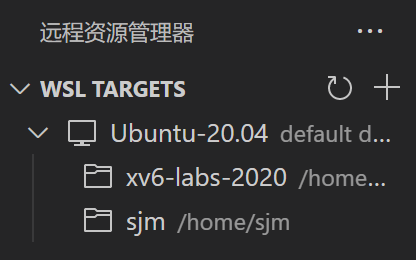 远程资源管理器 ...
WSL TARGETS
Ubuntu-20.04 default d...
xv6-labs-2020 /home...
sjm /home/sjm